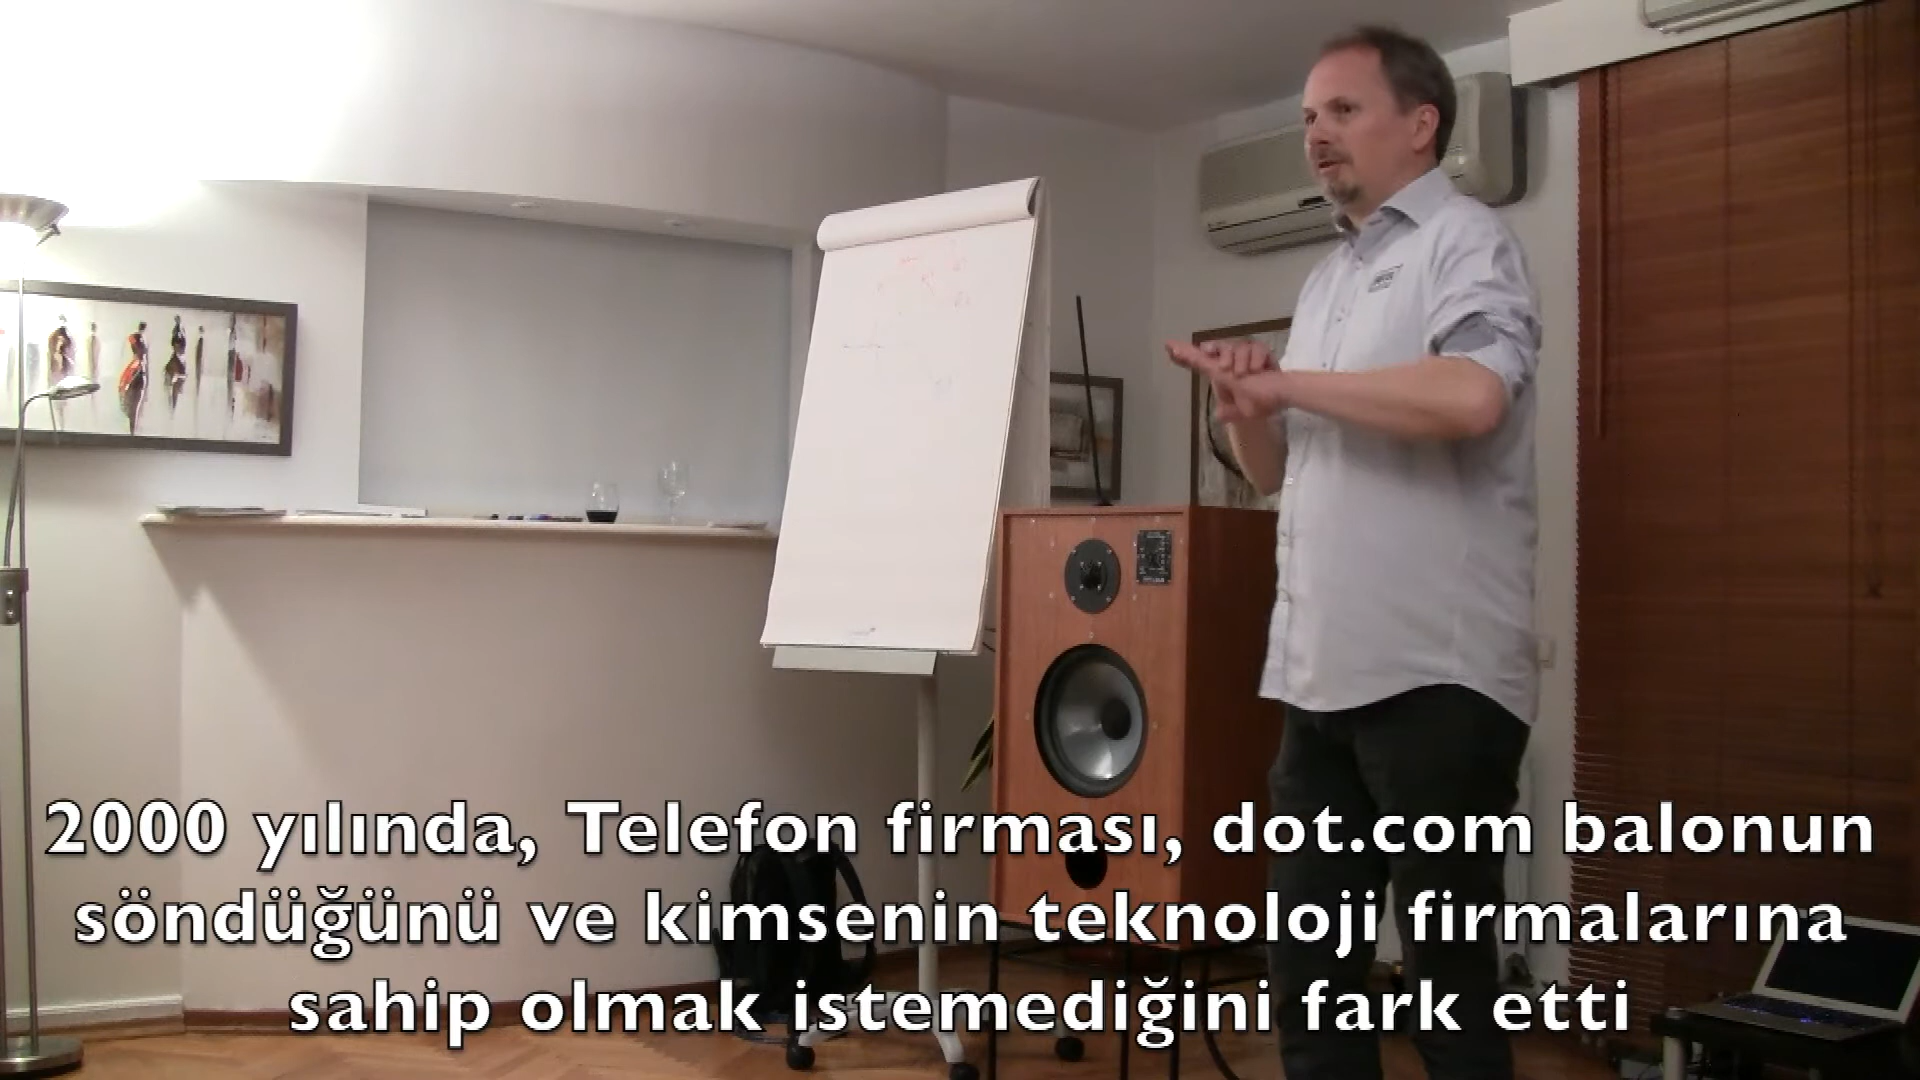 2000 yılında, Telefon firması, dot.com balonun
söndüğünü ve kimsenin teknoloji firmalarına
sahip olmak istemediğini fark etti